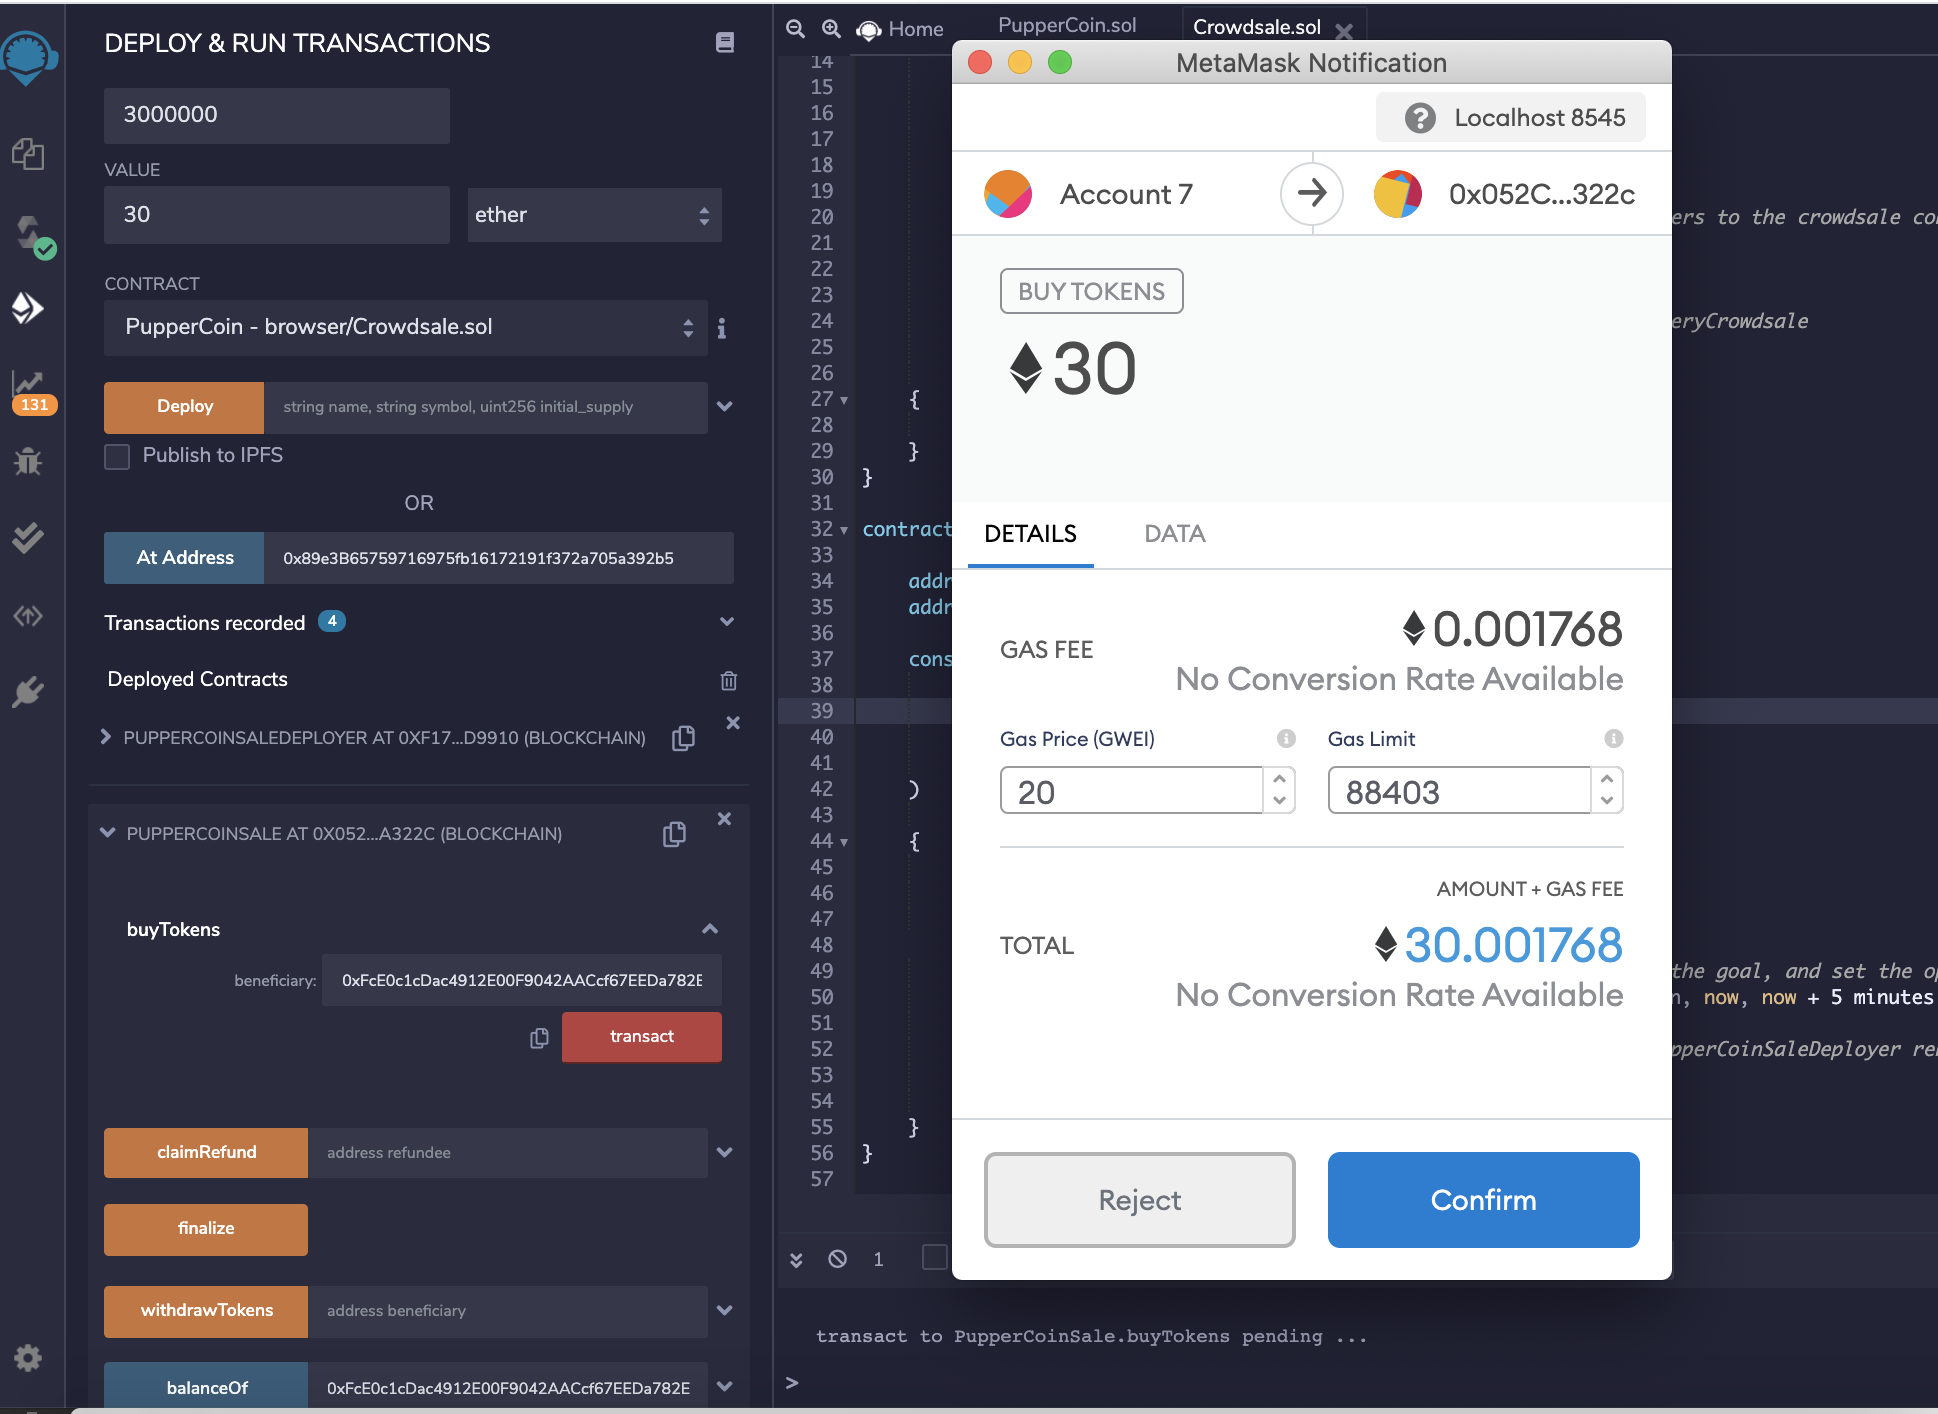 DEPLOY & RUN TRANSACTIONS
3000000
VALUE
30
ether
CONTRACT
PupperCoin - browser/Crowdsale.sol
Deploy
string name, string symbol, uint256 initial_supply
Publish to IPFS
OR
At Address
0x89e3B65759716975fb16172191f372a705a392b5
Transactions recorded 4
Deployed Contracts
PUPPERCOINSALEDEPLOYER AT 0XF17...D9910 (BLOCKCHAIN)
PUPPERCOINSALE AT 0X052...A322C (BLOCKCHAIN)
buyTokens
beneficiary: 0xFcE0c1cDac4912E00F9042AACcf67EEDa782E
transact
claimRefund
address refundee
finalize
withdrawTokens
address beneficiary
balanceOf
0xFcE0c1cDac4912E00F9042AACcf67EEDa782E
131
Home
PupperCoin.sol
Crowdsale.sol
14
15
16
17
18
19
20 ers to the crowdsale
21
22
23
24 eryCrowdsale
25
26
27 {
28
29 }
30 }
31
32 contract
33
34 addr
35 addr
36
37 cons
38
39
40
41
42 )
43
44 {
45
46
47
48
49 the goal, and set the
50 n, now, now + 5 minutes
51
52 pperCoinSaleDeployer
53
54
55 }
56 }
57
1
transact to PupperCoinSale.buyTokens pending ...
>
MetaMask Notification
Localhost 8545
Account 7
0x052C...322c
BUY TOKENS
30
DETAILS
DATA
GAS FEE
0.001768
No Conversion Rate Available
Gas Price (GWEI)
Gas Limit
20
88403
AMOUNT + GAS FEE
TOTAL
30.001768
No Conversion Rate Available
Reject
Confirm